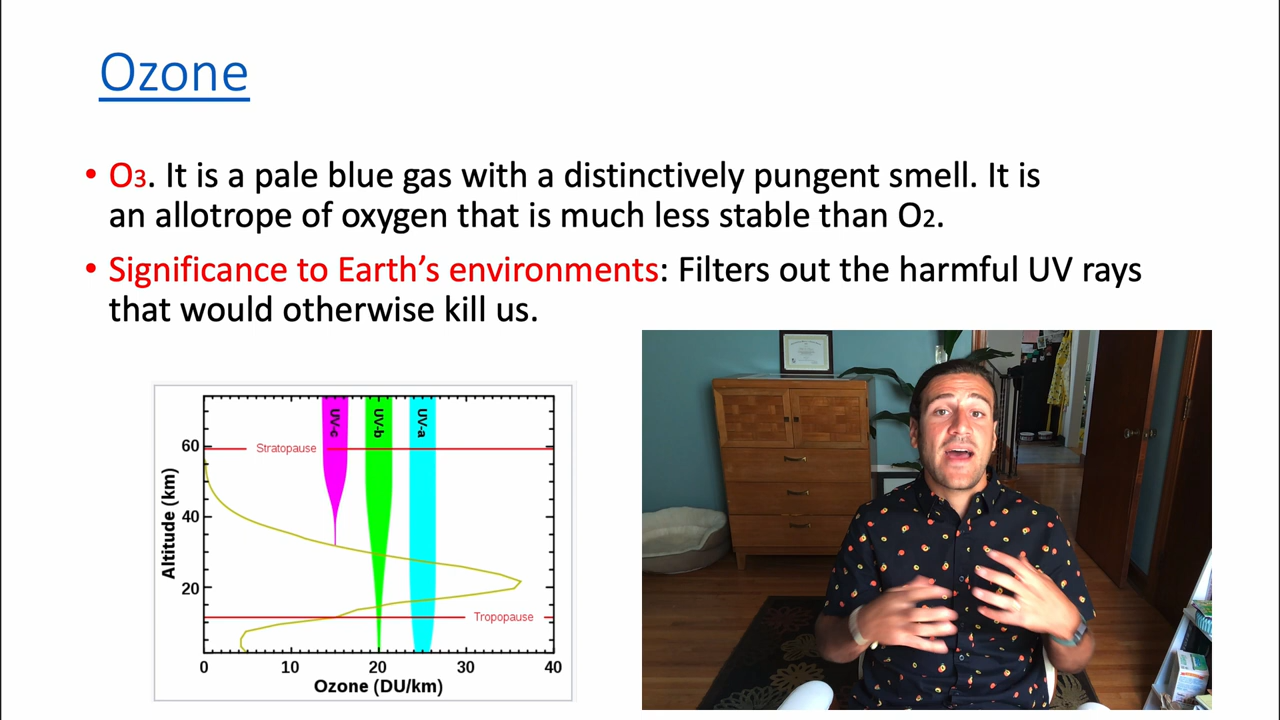 Ozone
• O3. It is a pale blue gas with a distinctively pungent smell. It is
an allotrope of oxygen that is much less stable than O2.
• Significance to Earth's environments: Filters out the harmful UV rays
that would otherwise kill us.
UV-c
UV-b
UV-a
Stratopause
Tropopause
60
40
20
Altitude (km)
0 10 20 30 40
Ozone (DU/km)